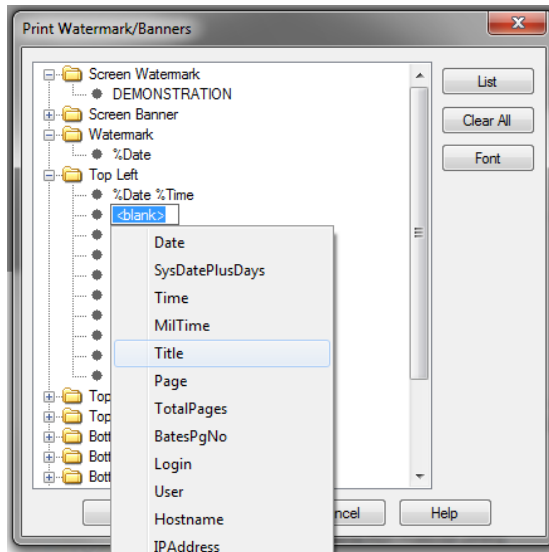 Print Watermark/Banners
Screen Watermark
DEMONSTRATION
Screen Banner
Watermark
%Date
Top Left
%Date %Time
<blank>
Date
SysDatePlusDays
Time
MilTime
Title
Page
TotalPages
BatesPgNo
Login
User
Hostname
IPAddress
Top
Top
Bott
Bott
Bott
List
Clear All
Font
ncel
Help